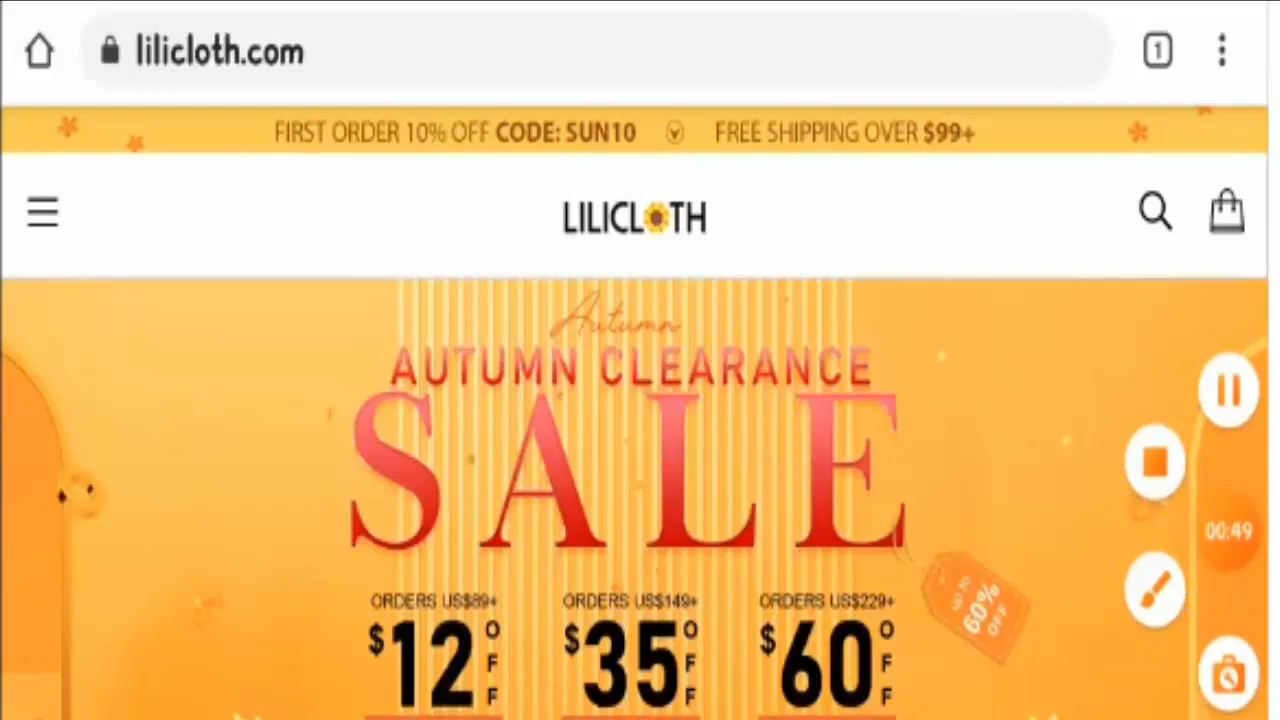 lilicloth.com
1
FIRST ORDER 10% OFF CODE: SUN10 FREE SHIPPING OVER $99+
LILICLOTH
Autumn
AUTUMN CLEARANCE
SALE
00:49
up to
60%
OFF
ORDERS US$89+ ORDERS US$149+ ORDERS US$229+
$12 OFF $35 OFF $60 OFF